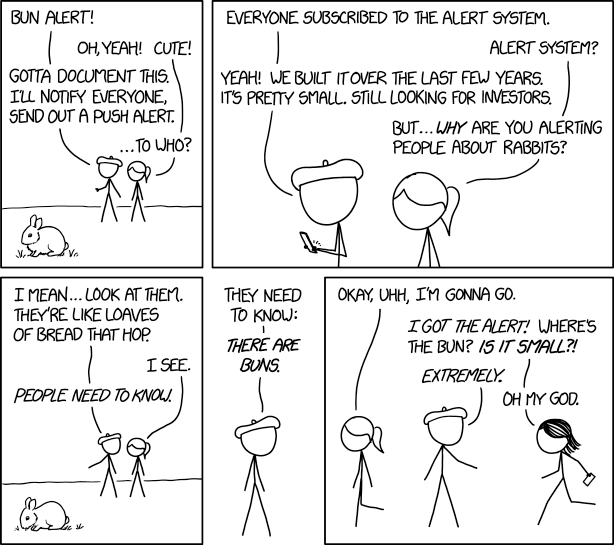 BUN ALERT!
OH, YEAH! CUTE!
GOTTA DOCUMENT THIS.
I'LL NOTIFY EVERYONE,
SEND OUT A PUSH ALERT.
...TO WHO?
EVERYONE SUBSCRIBED TO THE ALERT SYSTEM.
ALERT SYSTEM?
YEAH! WE BUILT IT OVER THE LAST FEW YEARS.
IT'S PRETTY SMALL. STILL LOOKING FOR INVESTORS.
BUT... WHY ARE YOU ALERTING
PEOPLE ABOUT RABBITS?
I MEAN... LOOK AT THEM.
THEY'RE LIKE LOAVES
OF BREAD THAT HOP.
I SEE.
PEOPLE NEED TO KNOW.
THEY NEED
TO KNOW:
THERE ARE
BUNS.
OKAY, UHH, I'M GONNA GO.
I GOT THE ALERT! WHERE'S
THE BUN? IS IT SMALL?!
EXTREMELY.
OH MY GOD.